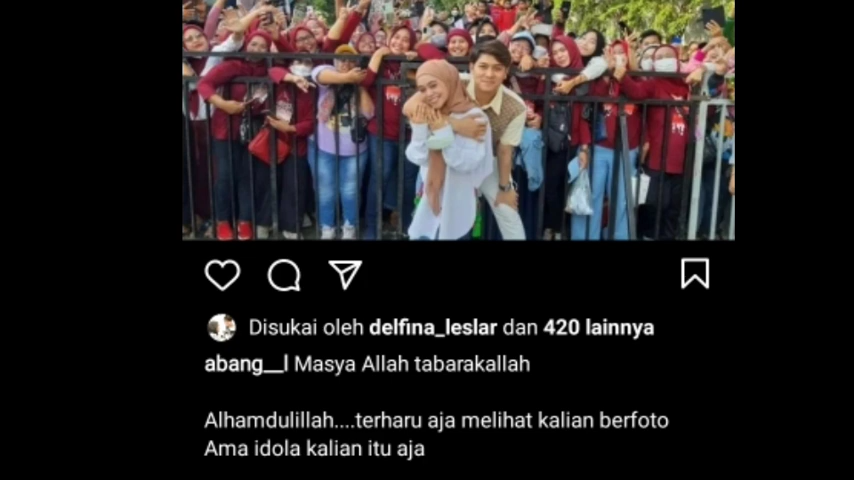 Disukai oleh delfina_leslar dan 420 lainnya
abang__l Masya Allah tabarakallah
Alhamdulillah....terharu aja melihat kalian berfoto
Ama idola kalian itu aja